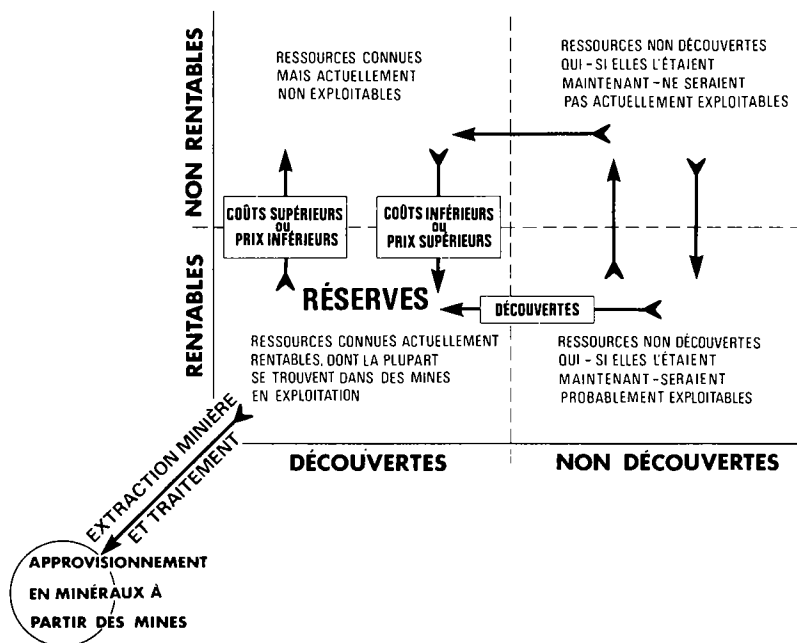 RESSOURCES CONNUES
MAIS ACTUELLEMENT
NON EXPLOITABLES
RESSOURCES NON DÉCOUVERTES
QUI - SI ELLES L'ÉTAIENT
MAINTENANT - NE SERAIENT
PAS ACTUELLEMENT EXPLOITABLES
NON RENTABLES
COÛTS SUPÉRIEURS
OU
PRIX INFÉRIEURS
COÛTS INFÉRIEURS
OU
PRIX SUPÉRIEURS
RENTABLES
RÉSERVES
DÉCOUVERTES
RESSOURCES CONNUES ACTUELLEMENT
RENTABLES, DONT LA PLUPART
SE TROUVENT DANS DES MINES
EN EXPLOITATION
RESSOURCES NON DÉCOUVERTES
QUI - SI ELLES L'ÉTAIENT
MAINTENANT - SERAIENT
PROBABLEMENT EXPLOITABLES
DÉCOUVERTES
NON DÉCOUVERTES
EXTRACTION MINIÈRE
ET TRAITEMENT
APPROVISIONNEMENT
EN MINÉRAUX À
PARTIR DES MINES